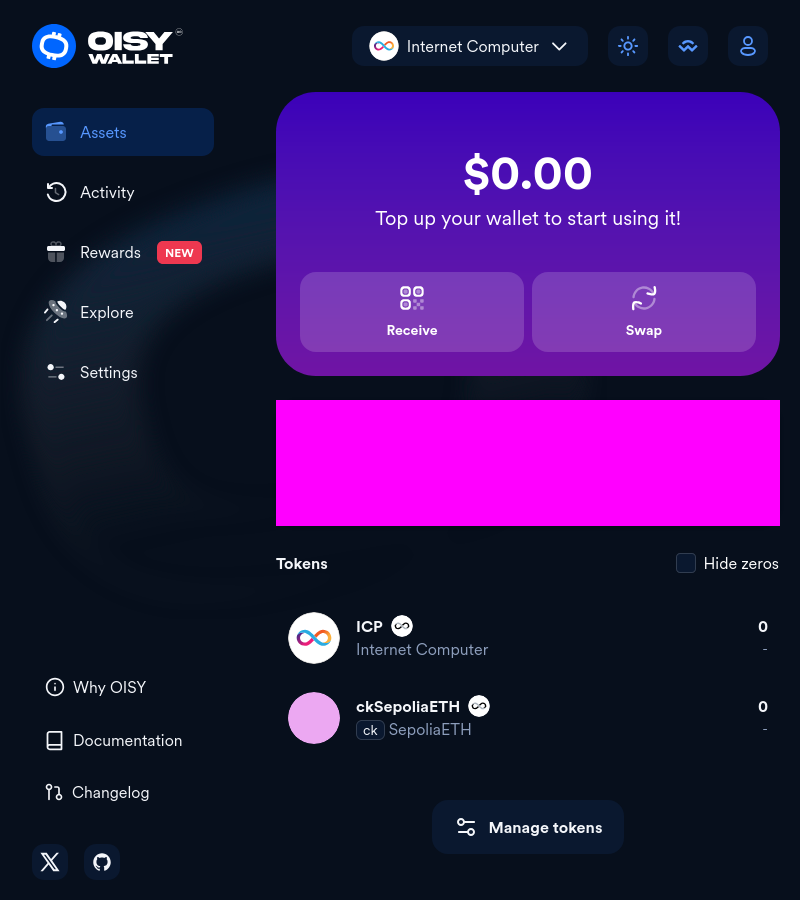 OISY
WALLET
Internet Computer
Assets
Activity
Rewards NEW
Explore
Settings
$0.00
Top up your wallet to start using it!
Receive
Swap
Tokens
Hide zeros
ICP
0
Internet Computer
-
ckSepoliaETH
0
ck SepoliaETH
-
Why OISY
Documentation
Changelog
Manage tokens